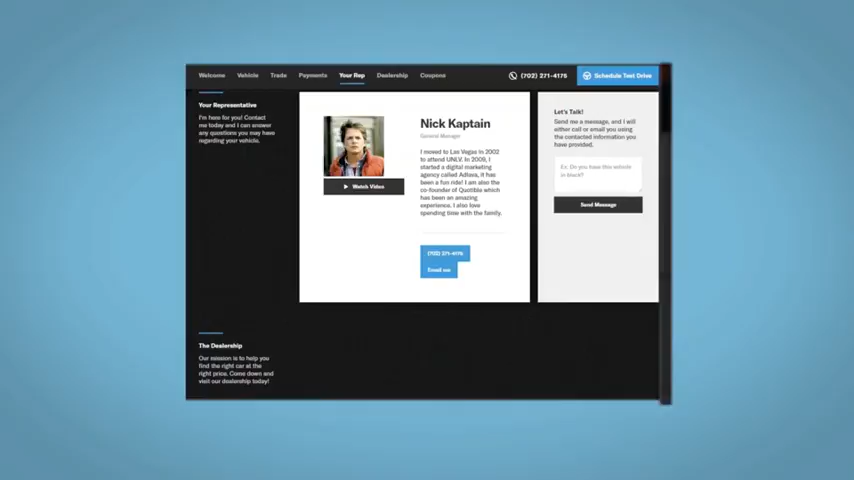 Welcome Vehicle Trade Payments Your Rep Dealership Coupons (702) 271-4175 Schedule Test Drive
Your Representative
I'm here for you! Contact
me today and I can answer
any questions you may have
regarding your vehicle.
Watch Video
Nick Kaptain
General Manager
I moved to Las Vegas in 2002
to attend UNLV. In 2009, I
started a digital marketing
agency called Adlava, it has
been a fun ride! I am also the
co-founder of Quotible which
has been an amazing
experience. I also love
spending time with the family.
(702) 271-4175
Email me
Let's Talk!
Send me a message, and I will
either call or email you using
the contacted information you
have provided.
Ex. Do you have this vehicle
in black?
Send Message
The Dealership
Our mission is to help you
find the right car at the
right price. Come down and
visit our dealership today!